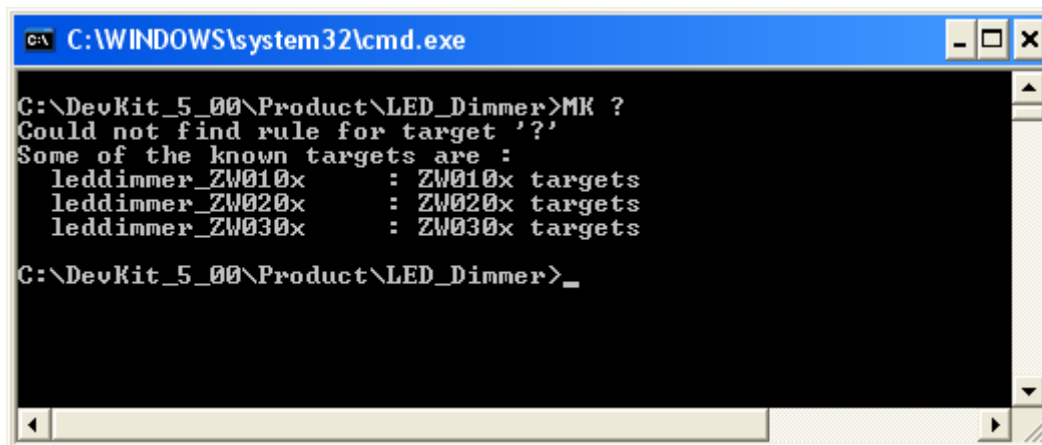 C:\WINDOWS\system32\cmd.exe
C:\DevKit_5_00\Product\LED_Dimmer>MK ?
Could not find rule for target '?'
Some of the known targets are :
  leddimmer_ZW010x      : ZW010x targets
  leddimmer_ZW020x      : ZW020x targets
  leddimmer_ZW030x      : ZW030x targets
C:\DevKit_5_00\Product\LED_Dimmer>_